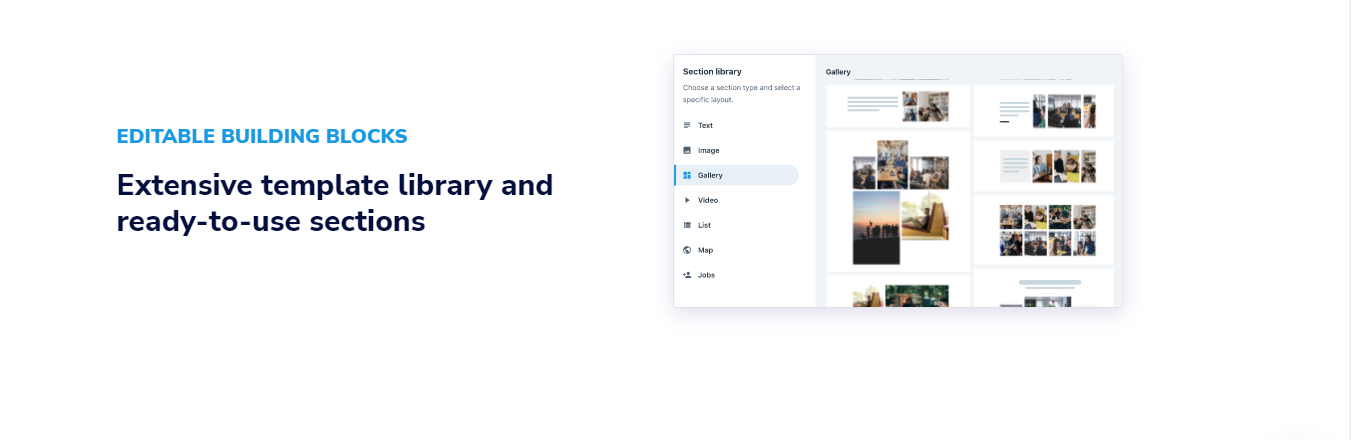 EDITABLE BUILDING BLOCKS
Extensive template library and
ready-to-use sections
Section library
Choose a section type and select a
specific layout.
Text
Image
Gallery
Video
List
Map
Jobs
Gallery